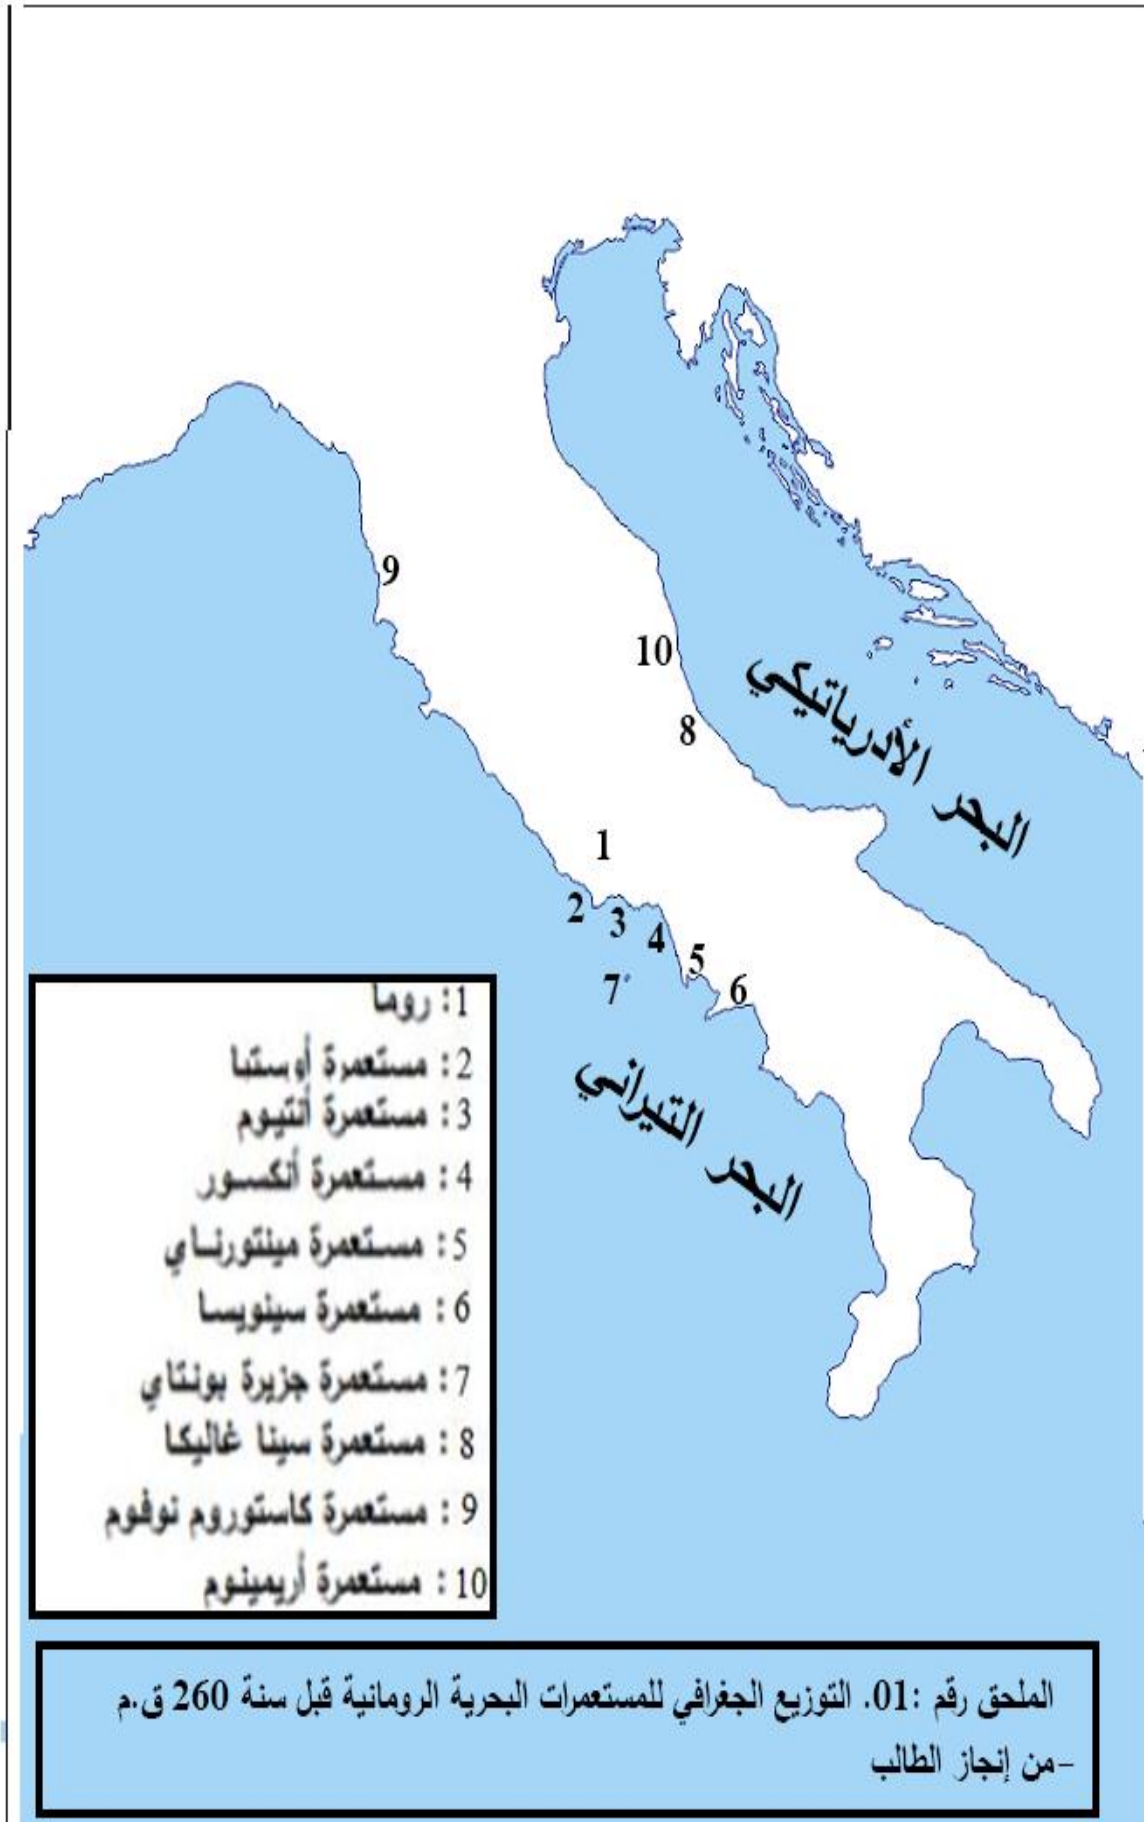 9
10
8
البحر الأدرياتيكي
1
2
3
4
5
6
7
البحر التيراني
1: روما
2: مستعمرة أوستيا
3: مستعمرة أنتيوم
4: مستعمرة أنكسور
5: مستعمرة مينتورناي
6: مستعمرة سينويسا
7: مستعمرة جزيرة بونتاي
8: مستعمرة سينا غاليكا
9: مستعمرة كاستوروم نوفوم
10: مستعمرة أريمينوم
الملحق رقم :01. التوزيع الجغرافي للمستعمرات البحرية الرومانية قبل سنة 260 ق.م
-من إنجاز الطالب